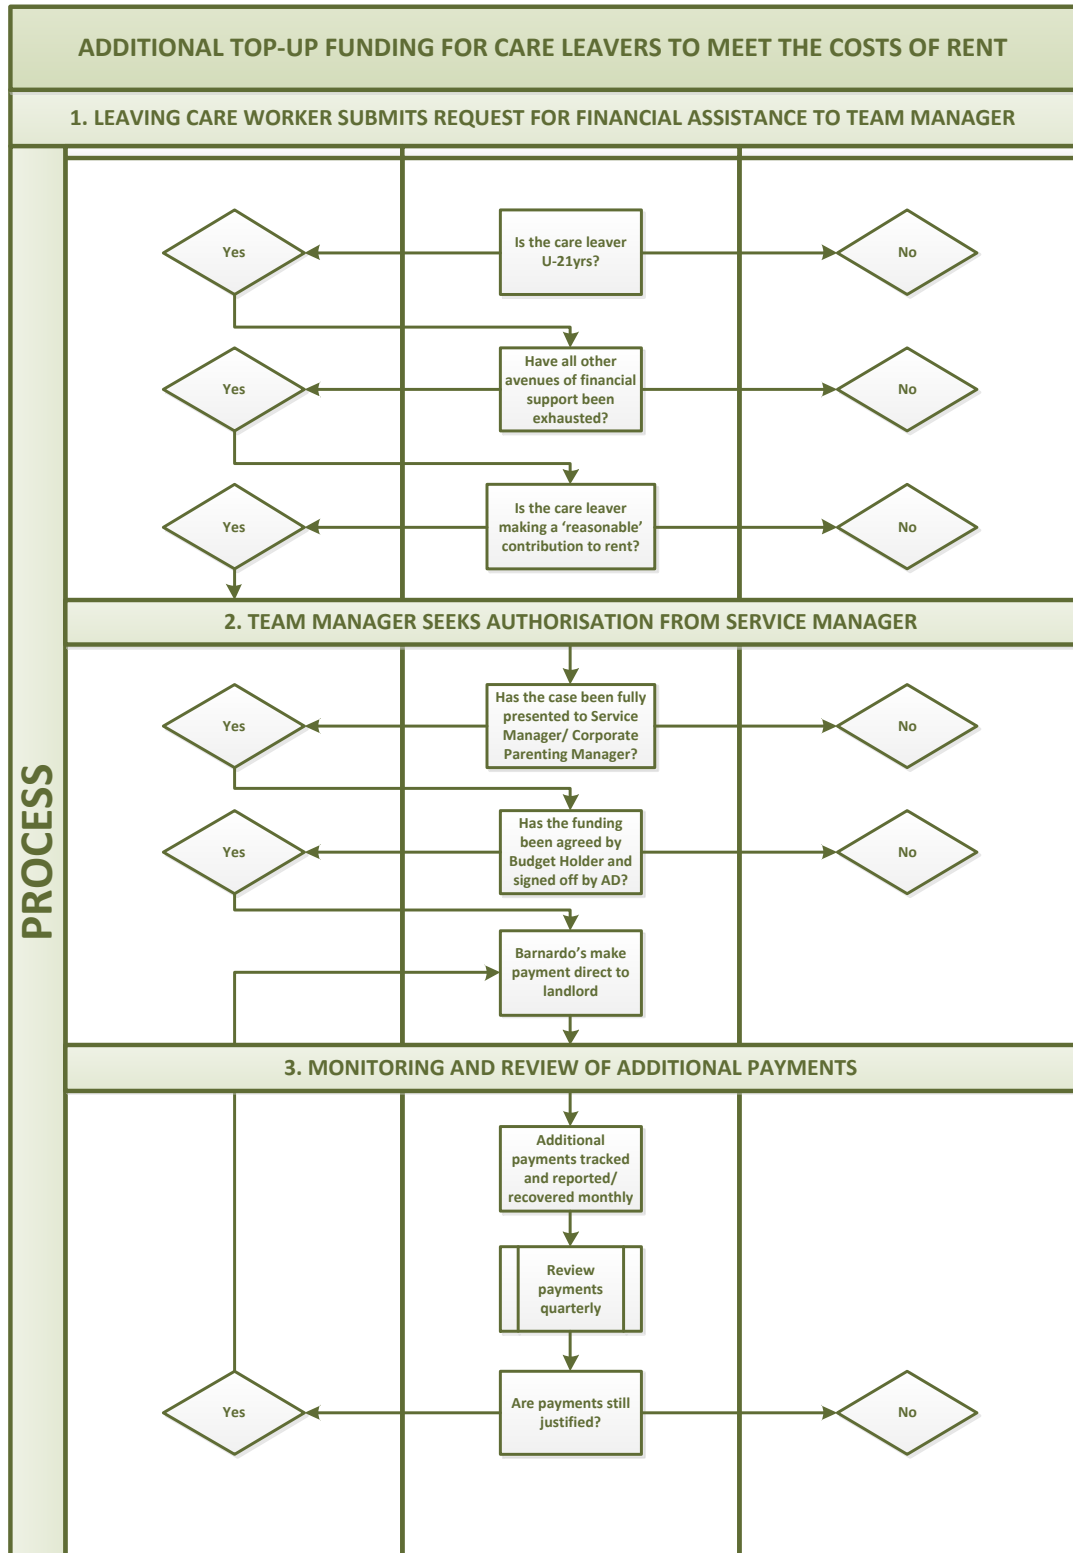 ADDITIONAL TOP-UP FUNDING FOR CARE LEAVERS TO MEET THE COSTS OF RENT
1. LEAVING CARE WORKER SUBMITS REQUEST FOR FINANCIAL ASSISTANCE TO TEAM MANAGER
PROCESS
Yes
Is the care leaver
U-21yrs?
No
Yes
Have all other
avenues of financial
support been
exhausted?
No
Yes
Is the care leaver
making a ‘reasonable’
contribution to rent?
No
2. TEAM MANAGER SEEKS AUTHORISATION FROM SERVICE MANAGER
Yes
Has the case been fully
presented to Service
Manager/ Corporate
Parenting Manager?
No
Yes
Has the funding
been agreed by
Budget Holder and
signed off by AD?
No
Barnardo’s make
payment direct to
landlord
3. MONITORING AND REVIEW OF ADDITIONAL PAYMENTS
Additional
payments tracked
and reported/
recovered monthly
Review
payments
quarterly
Yes
Are payments still
justified?
No